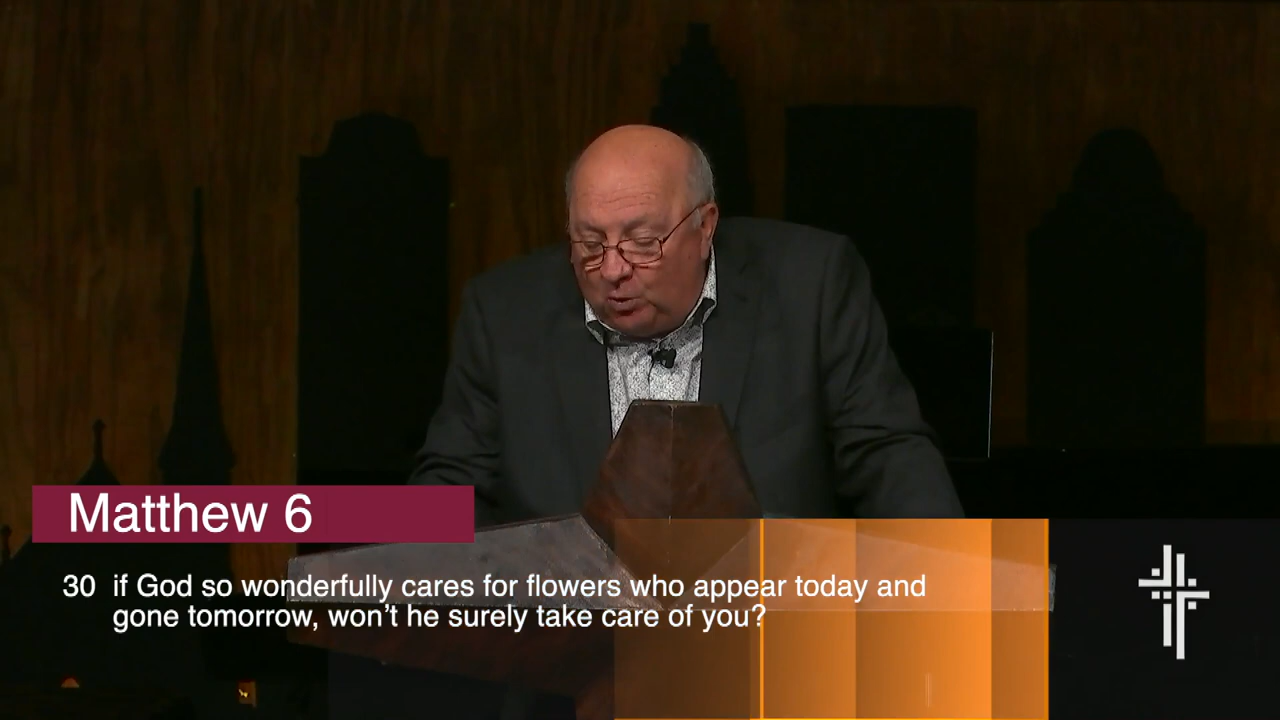 Matthew 6
30 if God so wonderfully cares for flowers who appear today and
gone tomorrow, won't he surely take care of you?